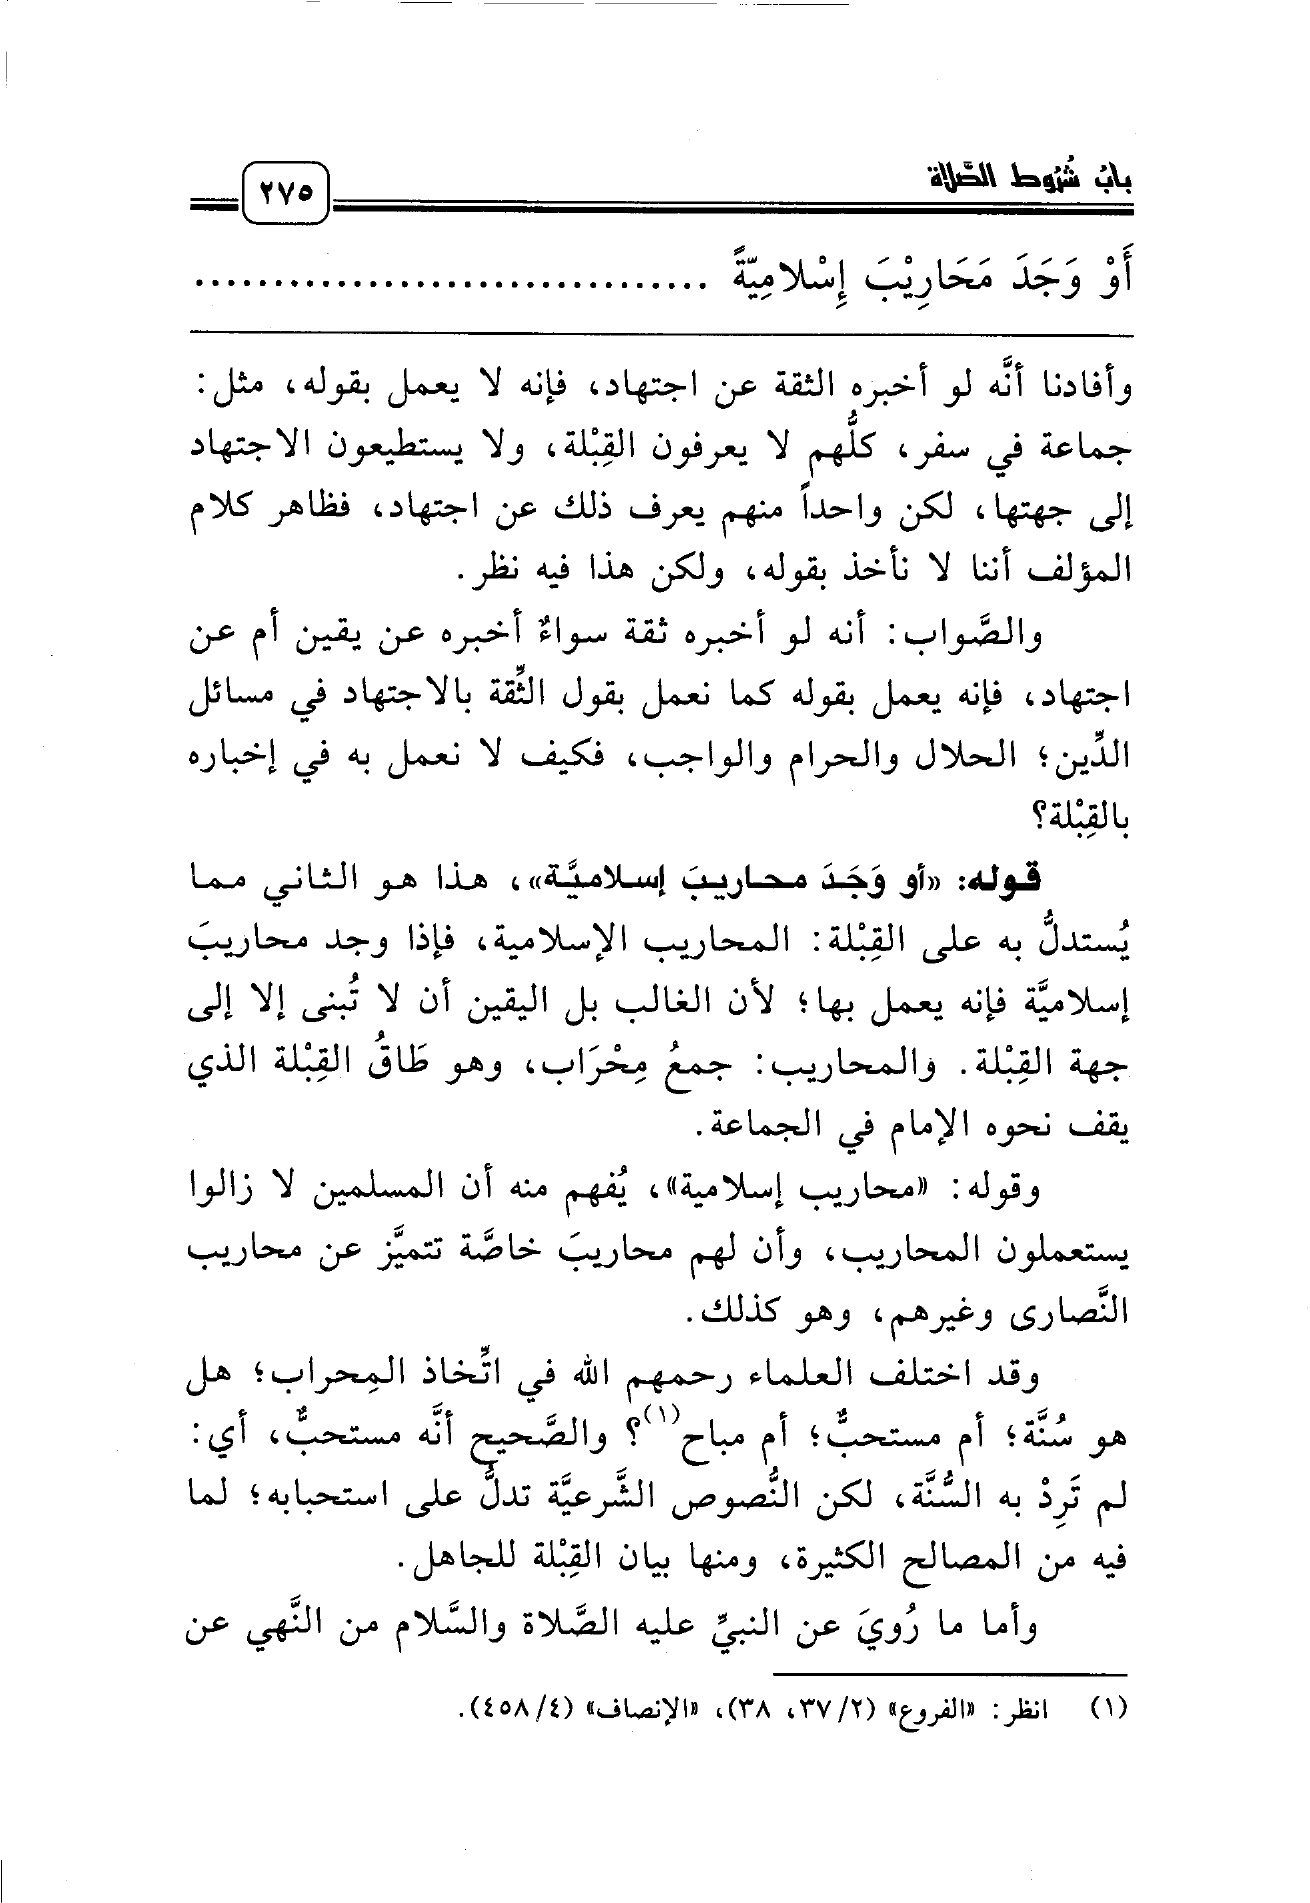 بابُ شُرُوط الصَّلاة
٢٧٥
أَوْ وَجَدَ مَحَارِيْبَ إِسْلامِيّةً .................................
وأفادنا أنَّه لو أخبره الثقة عن اجتهاد، فإنه لا يعمل بقوله، مثل:
جماعة في سفر، كلُّهم لا يعرفون القِبْلة، ولا يستطيعون الاجتهاد
إلى جهتها، لكن واحداً منهم يعرف ذلك عن اجتهاد، فظاهر كلام
المؤلف أننا لا نأخذ بقوله، ولكن هذا فيه نظر.
والصَّواب: أنه لو أخبره ثقة سواءٌ أخبره عن يقين أم عن
اجتهاد، فإنه يعمل بقوله كما نعمل بقول الثِّقة بالاجتهاد في مسائل
الدِّين؛ الحلال والحرام والواجب، فكيف لا نعمل به في إخباره
بالقِبْلة؟
قوله: «أو وَجَدَ محاريبَ إسلاميَّة»، هذا هو الثاني مما
يُستدلُّ به على القِبْلة: المحاريب الإسلامية، فإذا وجد محاريبَ
إسلاميَّة فإنه يعمل بها؛ لأن الغالب بل اليقين أن لا تُبنى إلا إلى
جهة القِبْلة. والمحاريب: جمعُ مِحْرَاب، وهو طَاقُ القِبْلة الذي
يقف نحوه الإمام في الجماعة.
وقوله: «محاريب إسلامية»، يُفهم منه أن المسلمين لا زالوا
يستعملون المحاريب، وأن لهم محاريبَ خاصَّة تتميَّز عن محاريب
النَّصارى وغيرهم، وهو كذلك.
وقد اختلف العلماء رحمهم الله في اتِّخاذ المِحراب؛ هل
هو سُنَّة؛ أم مستحبٌّ؛ أم مباح(١)؟ والصَّحيح أنَّه مستحبٌّ، أي:
لم تَرِدْ به السُّنَّة، لكن النُّصوص الشَّرعيَّة تدلُّ على استحبابه؛ لما
فيه من المصالح الكثيرة، ومنها بيان القِبْلة للجاهل.
وأما ما رُويَ عن النبيِّ عليه الصَّلاة والسَّلام من النَّهي عن
(١) انظر: «الفروع» (٢/ ٣٧، ٣٨)، «الإنصاف» (٤/ ٤٥٨).